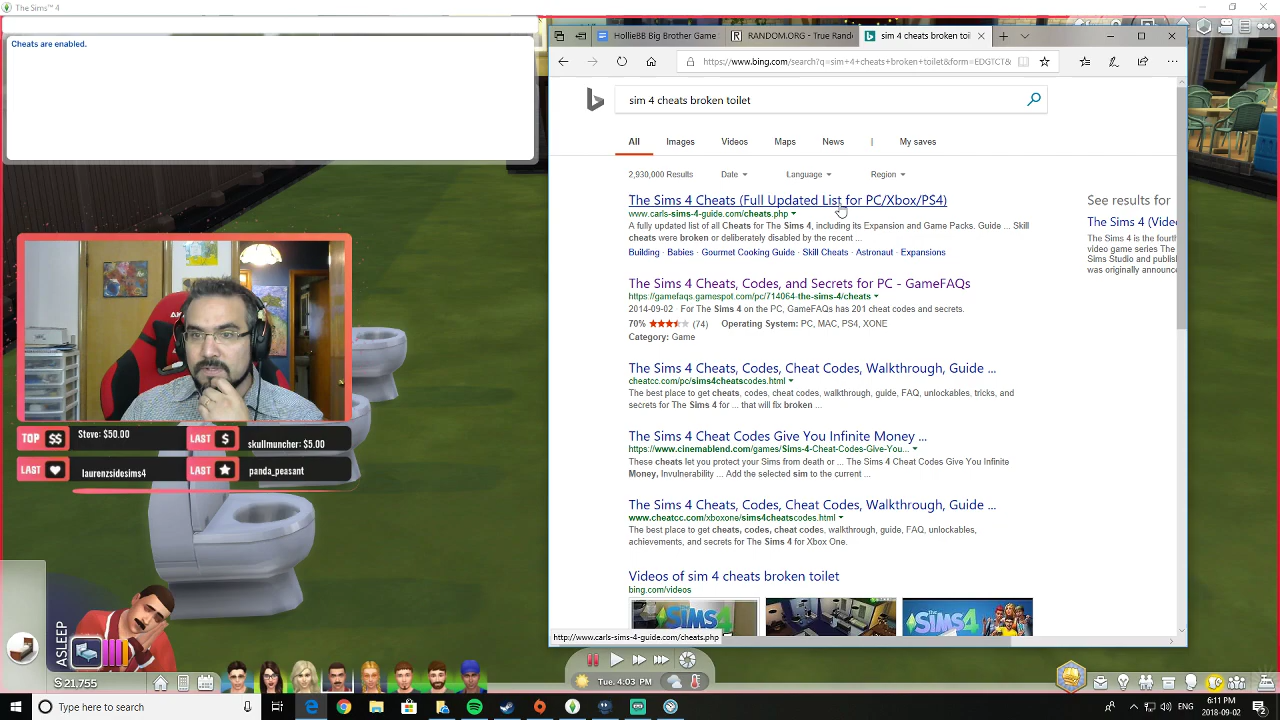 The Sims™ 4
Cheats are enabled.
HollieBB Big Brother Game
RANDOM.ORG - True Rand
sim 4 cheats broken toil
https://www.bing.com/search?q=sim+4+cheats+broken+toilet&form=EDGTCT&
sim 4 cheats broken toilet
All Images Videos Maps News | My saves
2,930,000 Results Date Language Region
The Sims 4 Cheats (Full Updated List for PC/Xbox/PS4)
www.carls-sims-4-guide.com/cheats.php
A fully updated list of all Cheats for The Sims 4, including its Expansion and Game Packs. Guide ... Skill
cheats were broken or deliberately disabled by the recent ...
Building · Babies · Gourmet Cooking Guide · Skill Cheats · Astronaut · Expansions
The Sims 4 Cheats, Codes, and Secrets for PC - GameFAQs
https://gamefaqs.gamespot.com/pc/714064-the-sims-4/cheats
2014-09-02 · For The Sims 4 on the PC, GameFAQs has 201 cheat codes and secrets.
70% (74) Operating System: PC, MAC, PS4, XONE
Category: Game
The Sims 4 Cheats, Codes, Cheat Codes, Walkthrough, Guide ...
cheatcc.com/pc/sims4cheatscodes.html
The best place to get cheats, codes, cheat codes, walkthrough, guide, FAQ, unlockables, tricks, and
secrets for The Sims 4 for ... that will fix broken ...
The Sims 4 Cheat Codes Give You Infinite Money ...
https://www.cinemablend.com/games/Sims-4-Cheat-Codes-Give-You...
These cheats let you protect your Sims from death or ... The Sims 4 Cheat Codes Give You Infinite
Money, Invulnerability ... Add the selected sim to the current ...
The Sims 4 Cheats, Codes, Cheat Codes, Walkthrough, Guide ...
www.cheatcc.com/xboxone/sims4cheatscodes.html
The best place to get cheats, codes, cheat codes, walkthrough, guide, FAQ, unlockables,
achievements, and secrets for The Sims 4 for Xbox One.
Videos of sim 4 cheats broken toilet
bing.com/videos
SIMS4
http://www.carls-sims-4-guide.com/cheats.php
See results for
The Sims 4 (Vide
The Sims 4 is the fourth
video game series The
Sims Studio and publish
was originally announce
TOP $$ Steve: $50.00 LAST $ skullmuncher: $5.00
LAST laurenzsidesims4 LAST panda_peasant
ASLEEP
§21,755
Tue. 4:03 PM
Type here to search
ENG
6:11 PM
2018-09-02